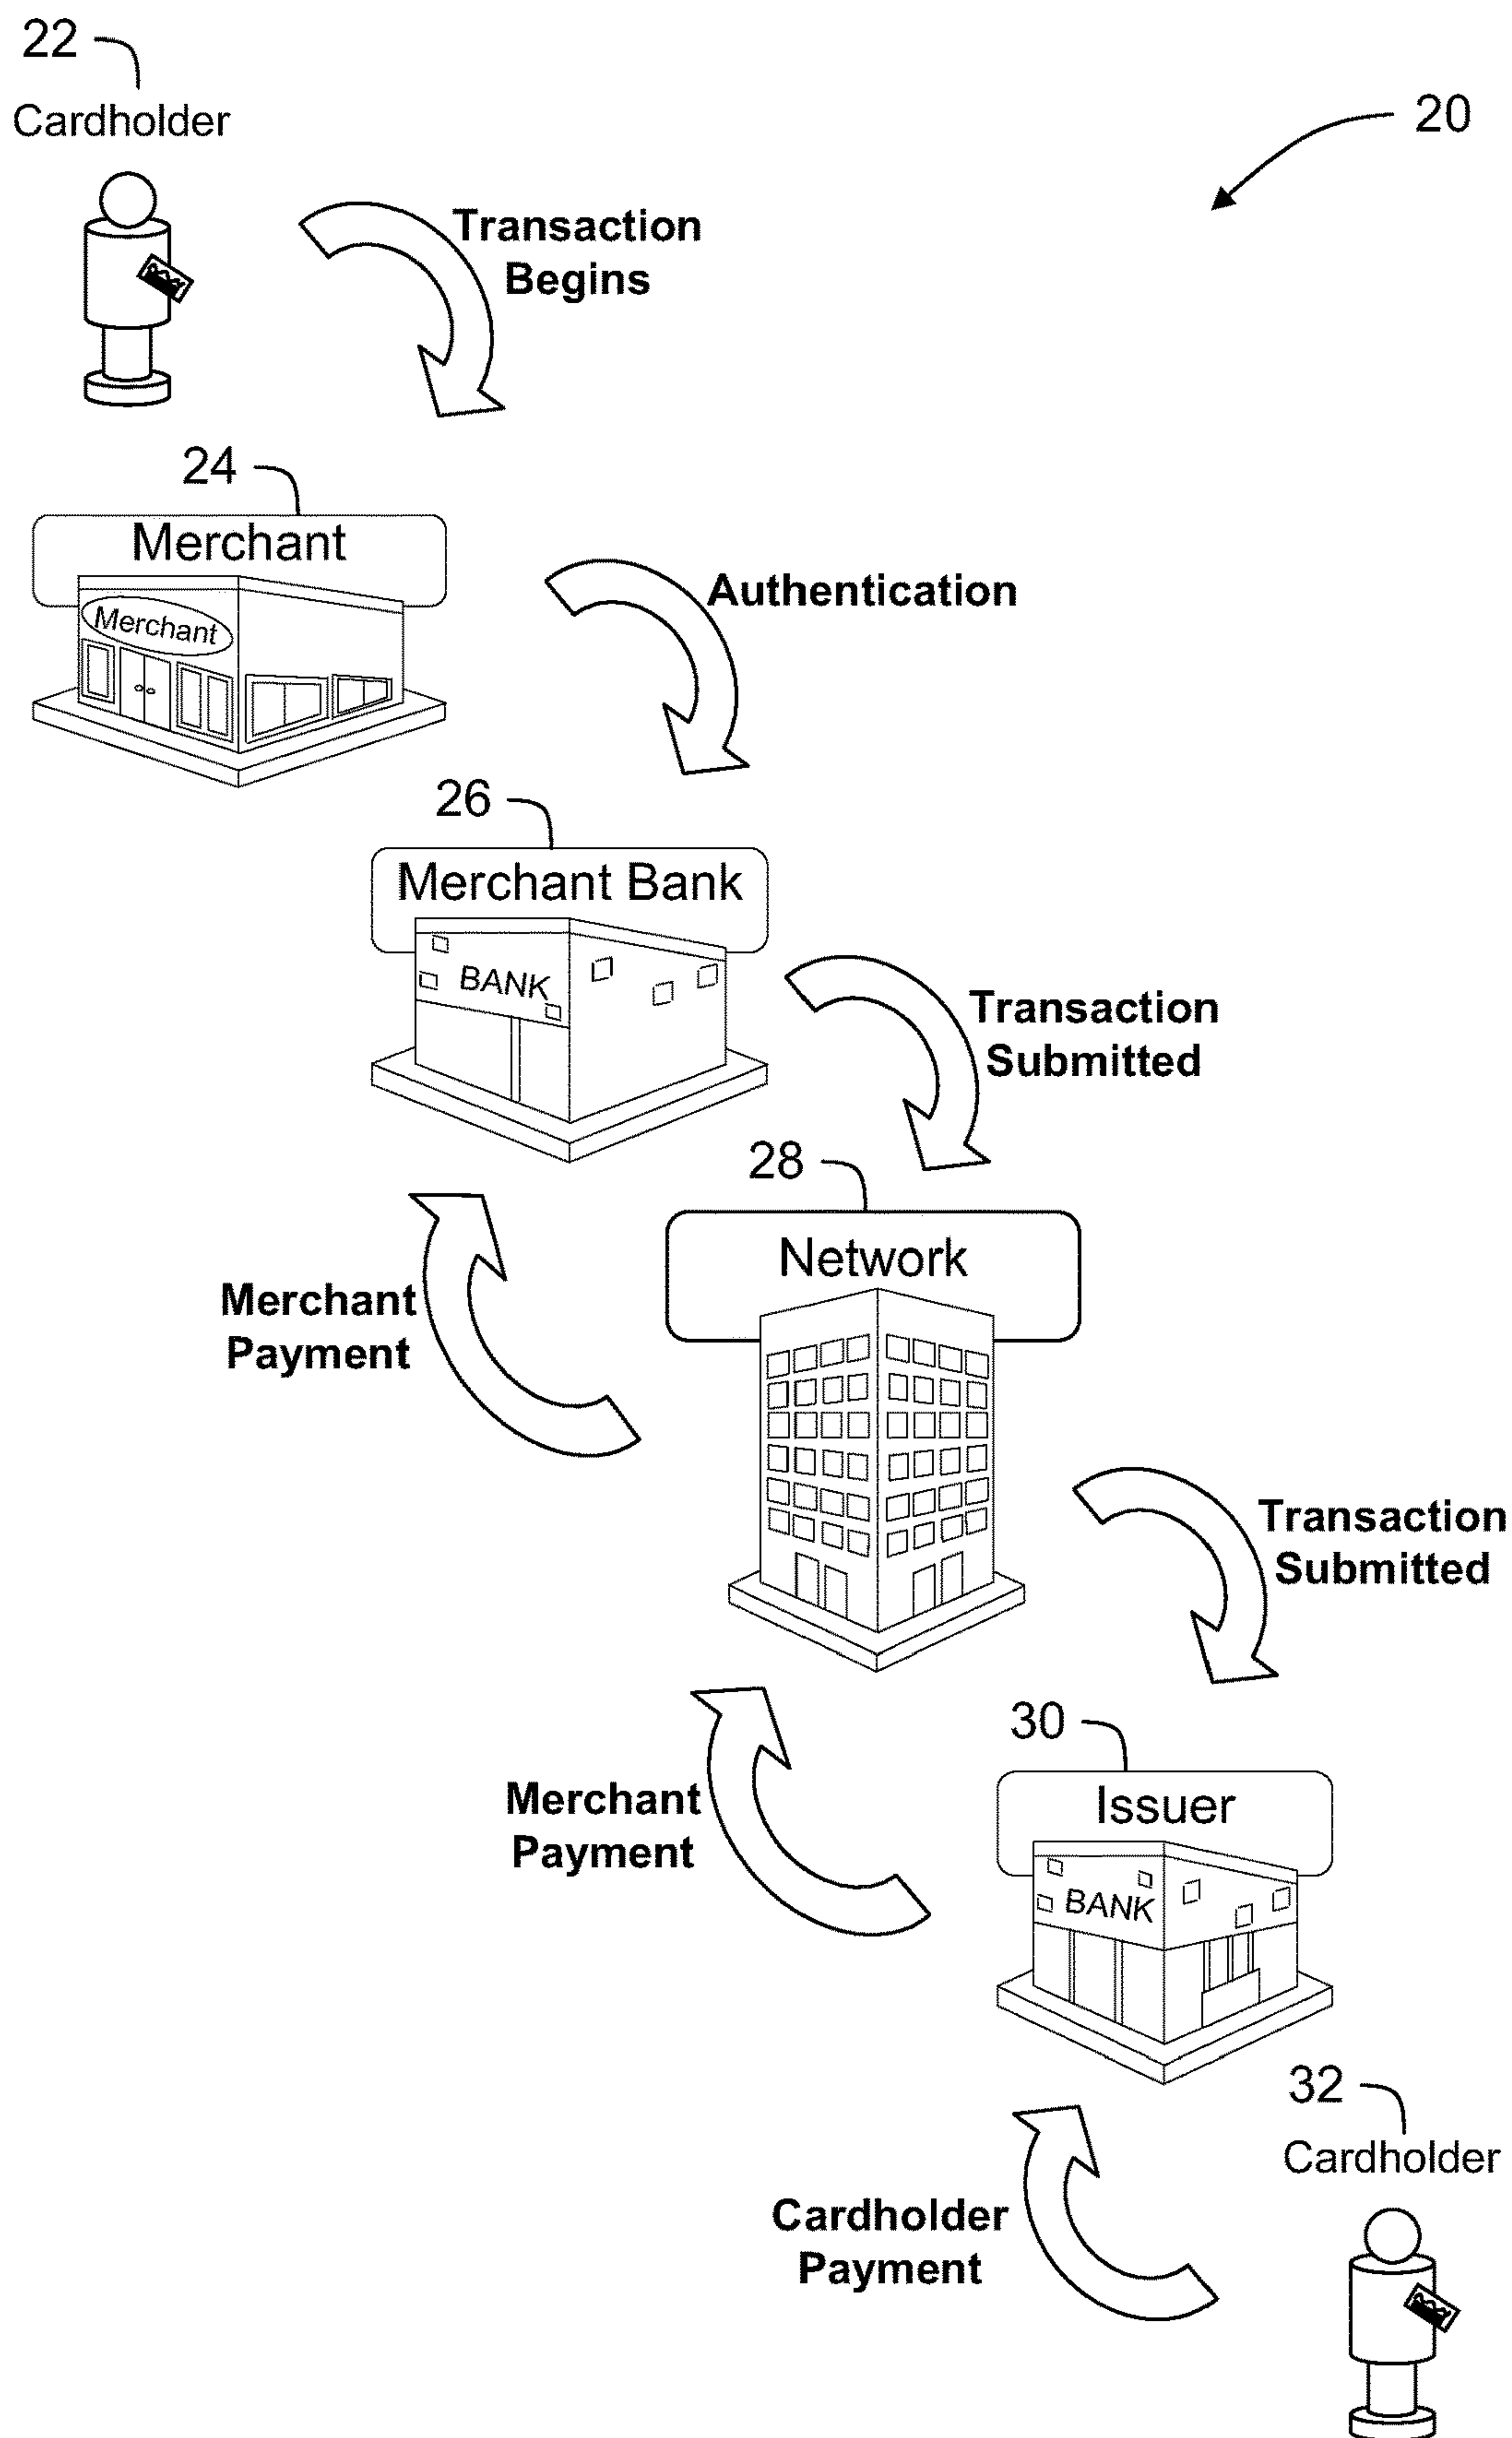 22
Cardholder
20
Transaction
Begins
24
Merchant
Merchant
Authentication
26
Merchant Bank
BANK
Transaction
Submitted
28
Network
Merchant
Payment
Transaction
Submitted
30
Issuer
BANK
Merchant
Payment
32
Cardholder
Cardholder
Payment